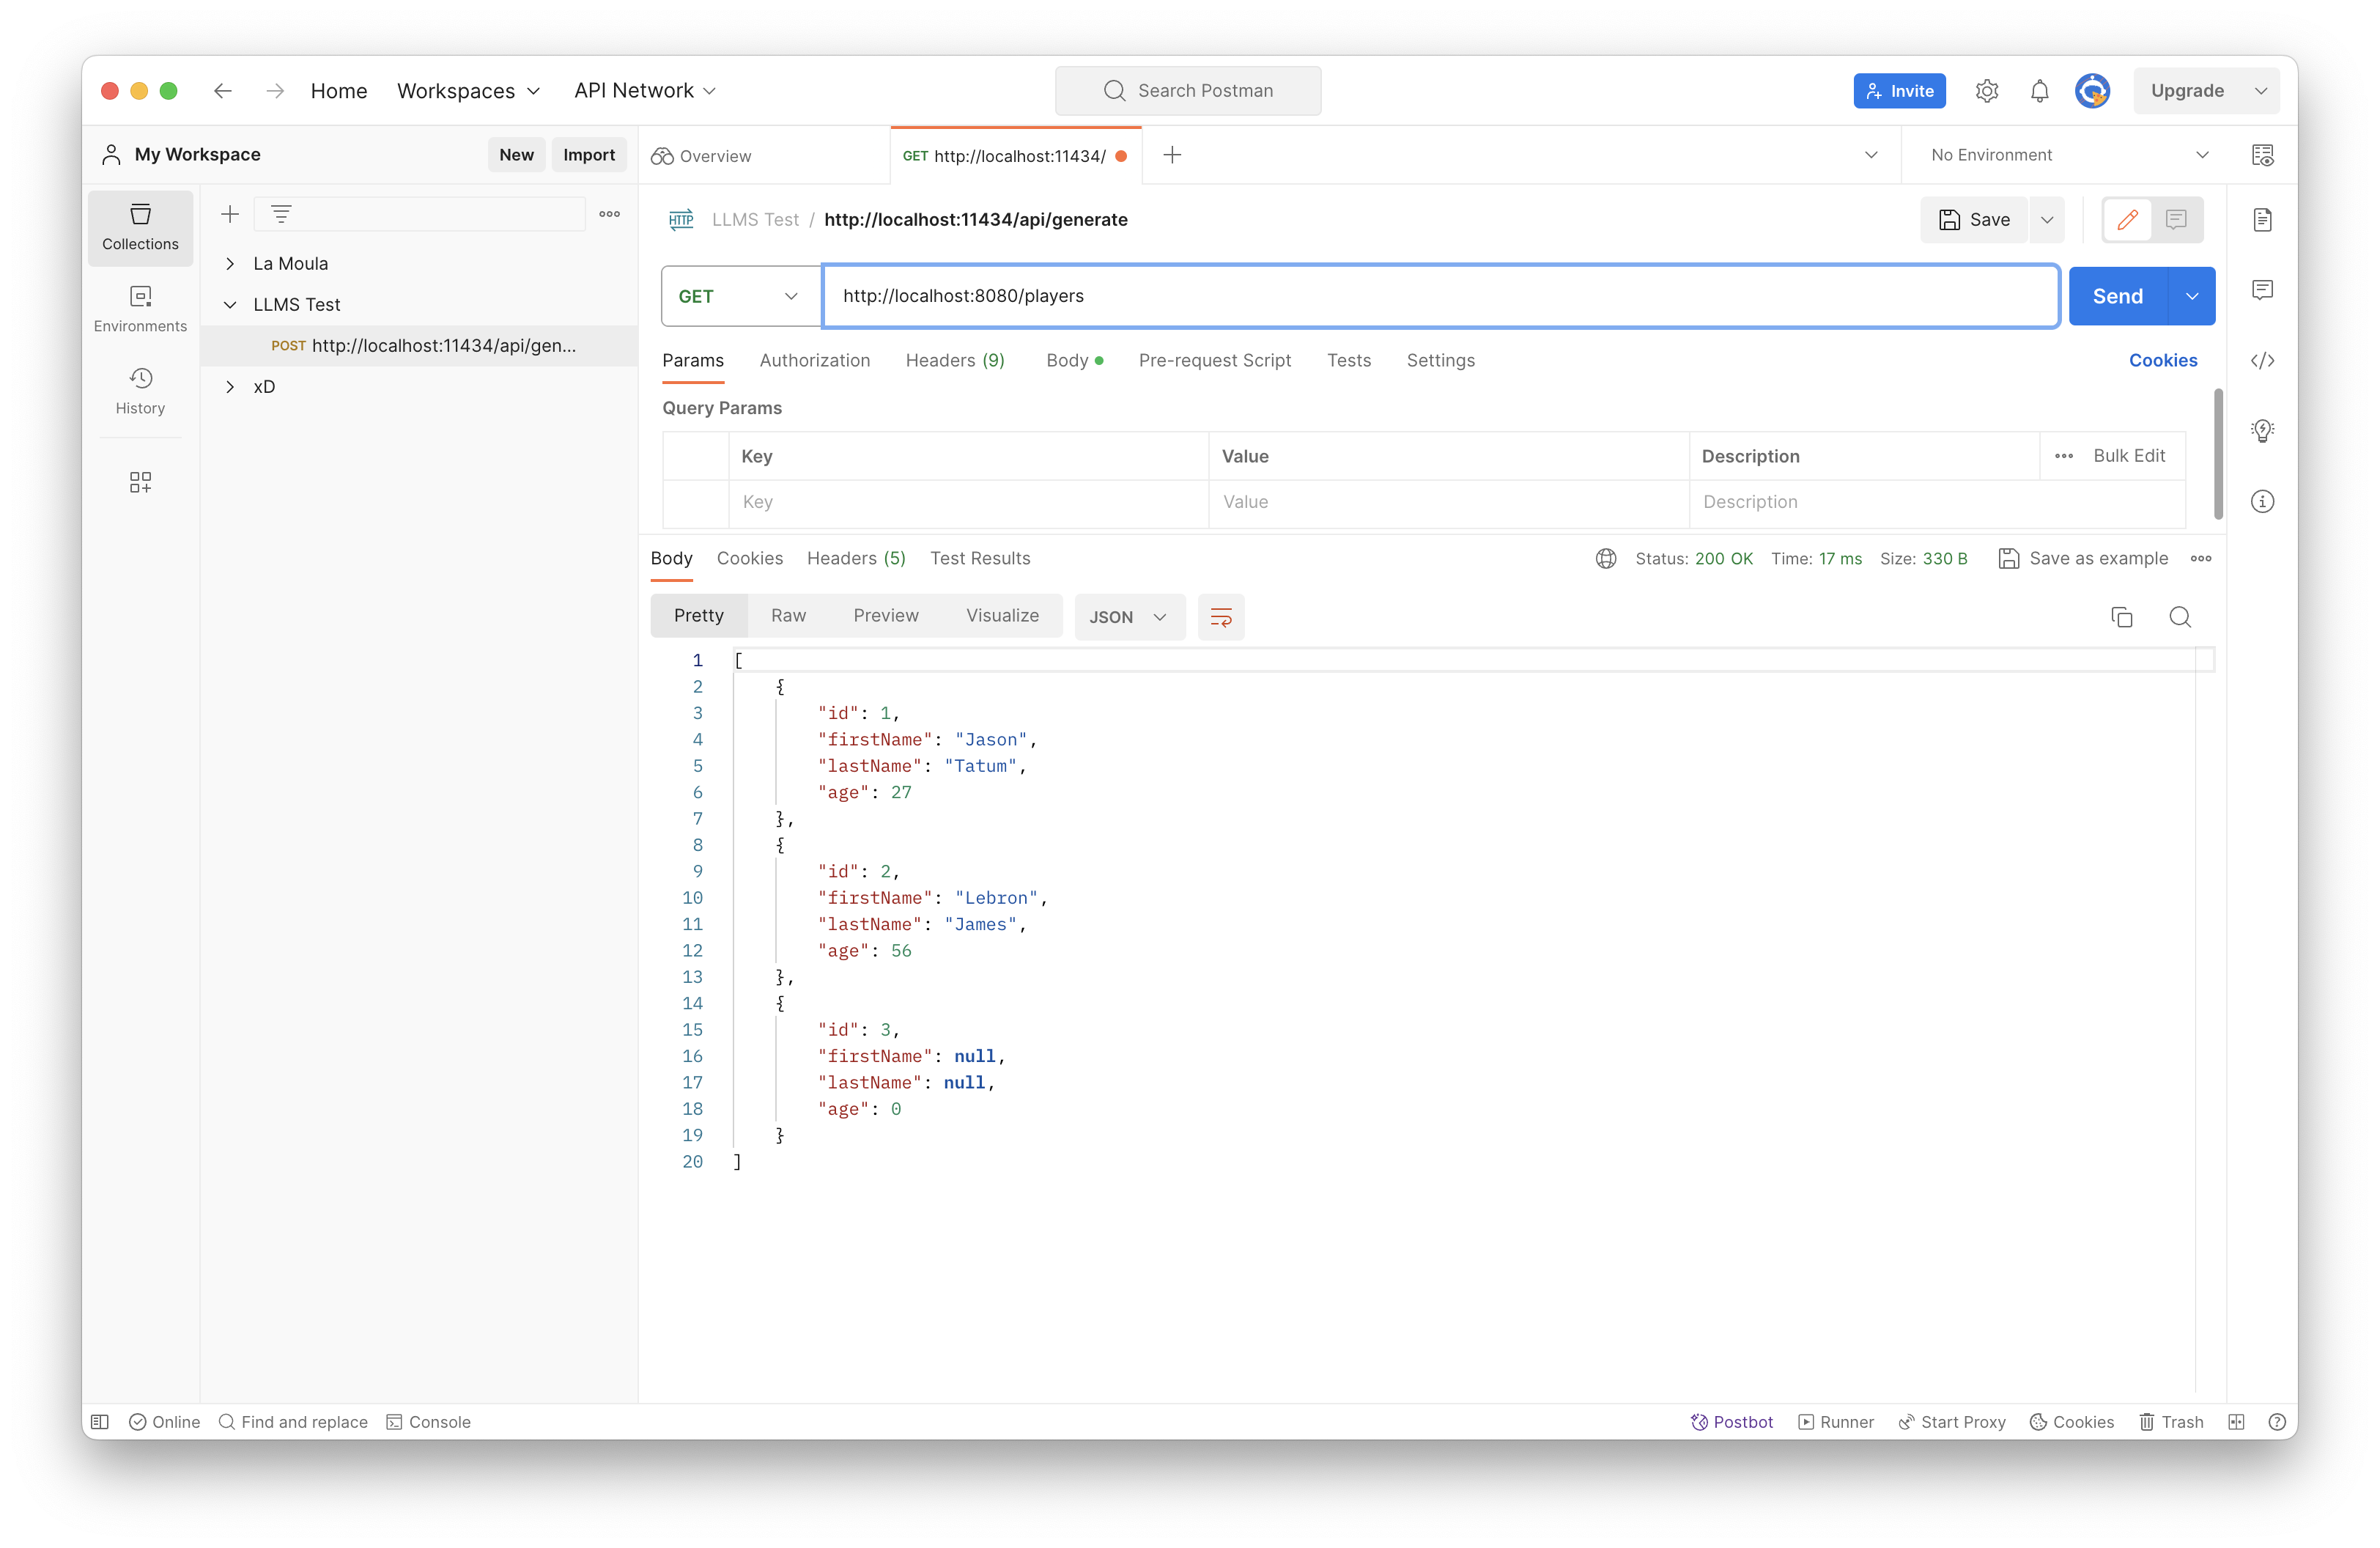 Home
Workspaces
API Network
Search Postman
Invite
Upgrade
My Workspace
New
Import
Overview
GET http://localhost:11434/
No Environment
Collections
Environments
History
La Moula
LLMS Test
POST http://localhost:11434/api/gen...
xD
HTTP LLMS Test / http://localhost:11434/api/generate
Save
GET
http://localhost:8080/players
Send
Params
Authorization
Headers (9)
Body
Pre-request Script
Tests
Settings
Cookies
Query Params
Key
Value
Description
Bulk Edit
Key
Value
Description
Body
Cookies
Headers (5)
Test Results
Status: 200 OK
Time: 17 ms
Size: 330 B
Save as example
Pretty
Raw
Preview
Visualize
JSON
1 [
2 {
3 "id": 1,
4 "firstName": "Jason",
5 "lastName": "Tatum",
6 "age": 27
7 },
8 {
9 "id": 2,
10 "firstName": "Lebron",
11 "lastName": "James",
12 "age": 56
13 },
14 {
15 "id": 3,
16 "firstName": null,
17 "lastName": null,
18 "age": 0
19 }
20 ]
Online
Find and replace
Console
Postbot
Runner
Start Proxy
Cookies
Trash